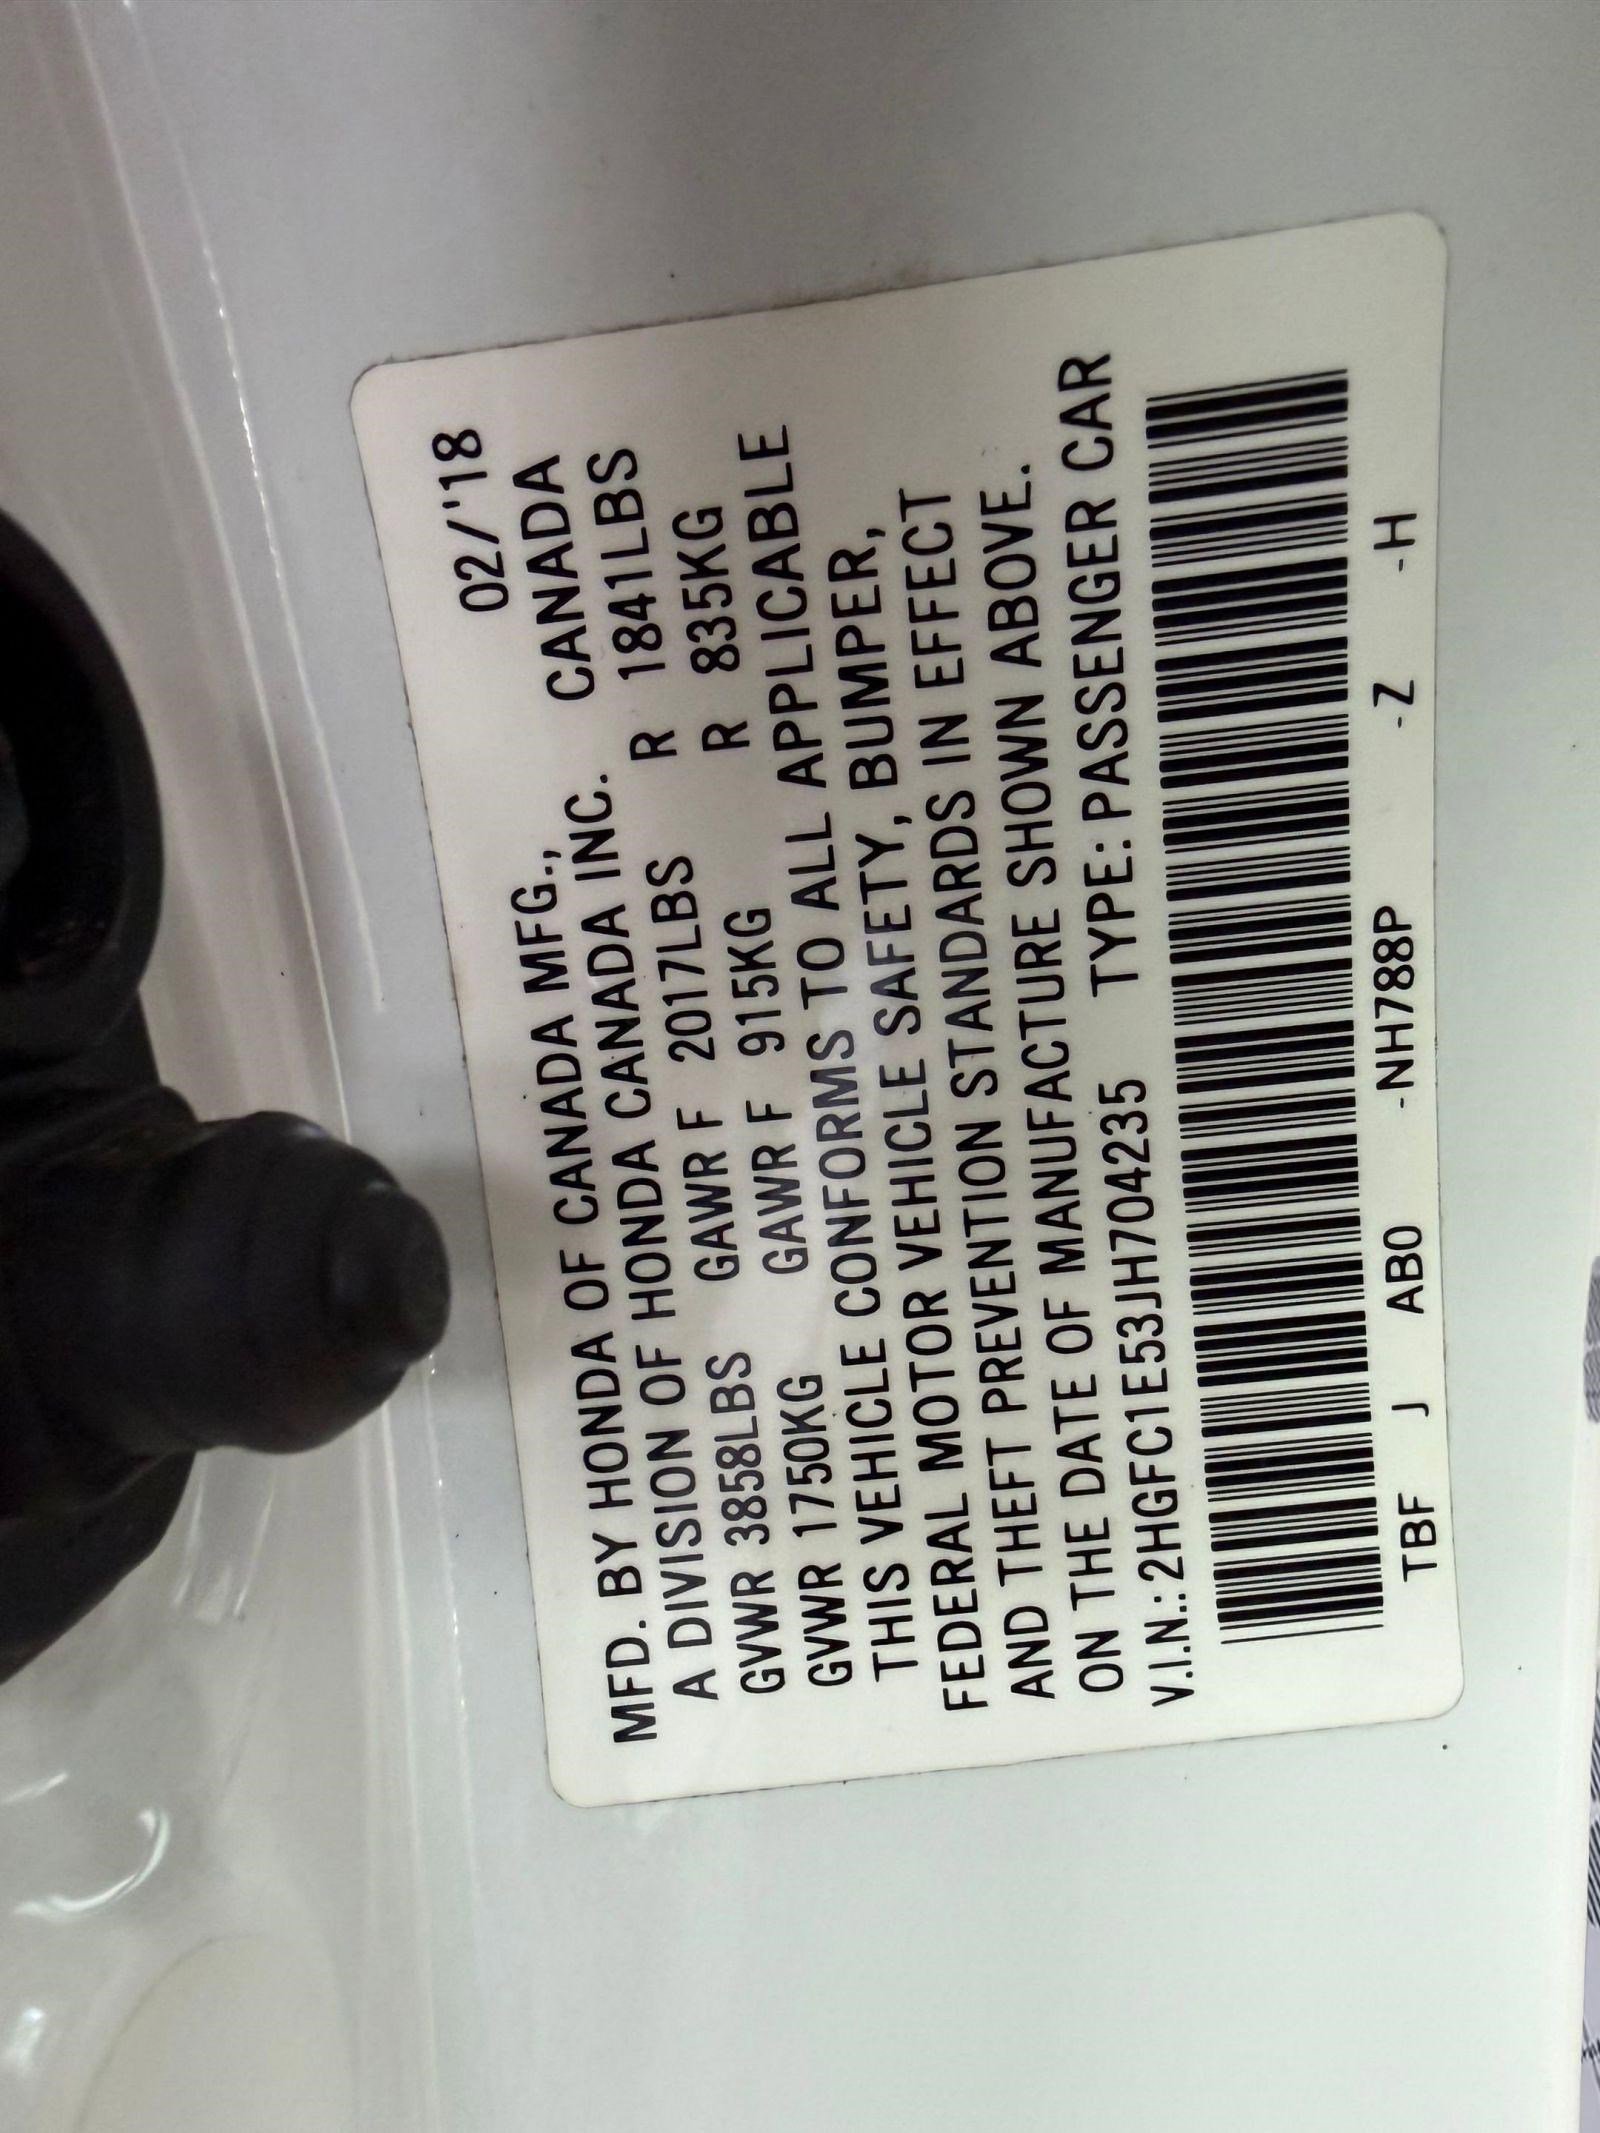 02/'18
MFD. BY HONDA OF CANADA MFG., CANADA
A DIVISION OF HONDA CANADA INC.
GVWR 3858LBS GAWR F 2017LBS R 1841LBS
GVWR 1750KG GAWR F 915KG R 835KG
THIS VEHICLE CONFORMS TO ALL APPLICABLE
FEDERAL MOTOR VEHICLE SAFETY, BUMPER,
AND THEFT PREVENTION STANDARDS IN EFFECT
ON THE DATE OF MANUFACTURE SHOWN ABOVE.
V.I.N.:2HGFC1E53JH704235 TYPE:PASSENGER CAR
TBF J AB0 -NH788P -Z -H